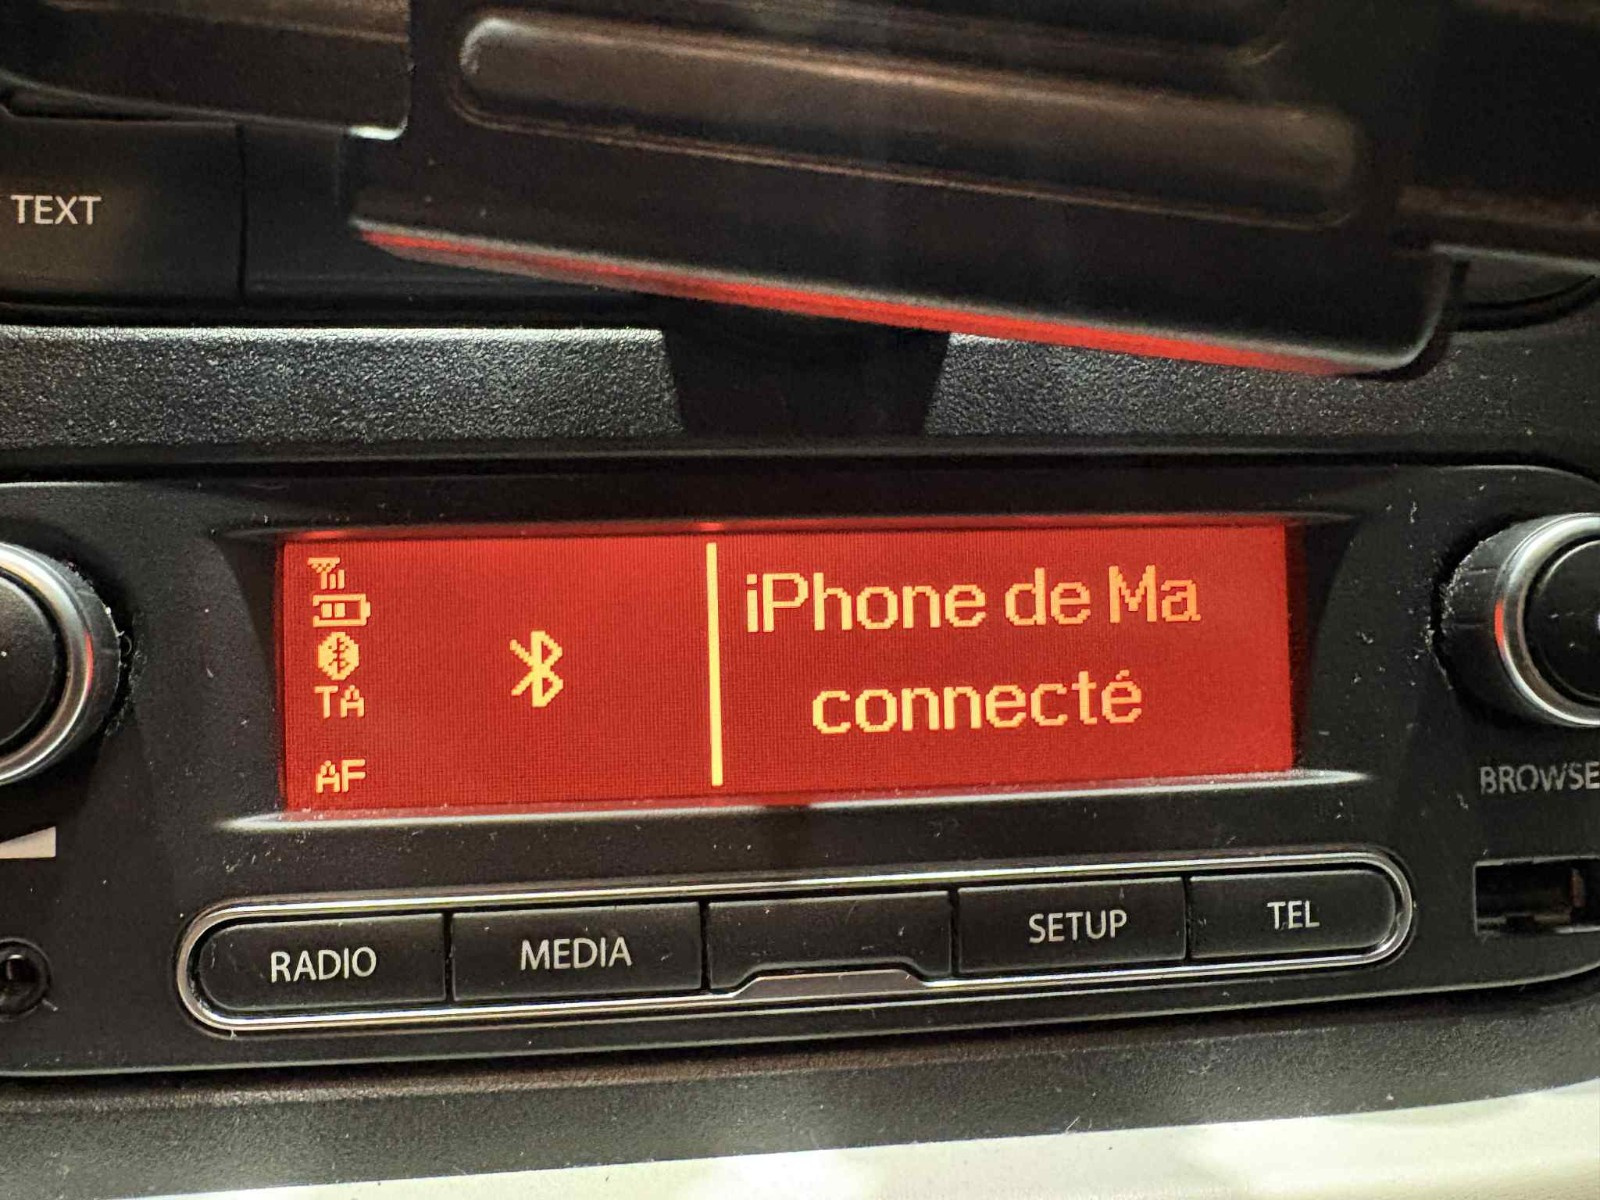 TEXT
iPhone de Ma
connecté
TA
AF
BROWSE
RADIO
MEDIA
SETUP
TEL